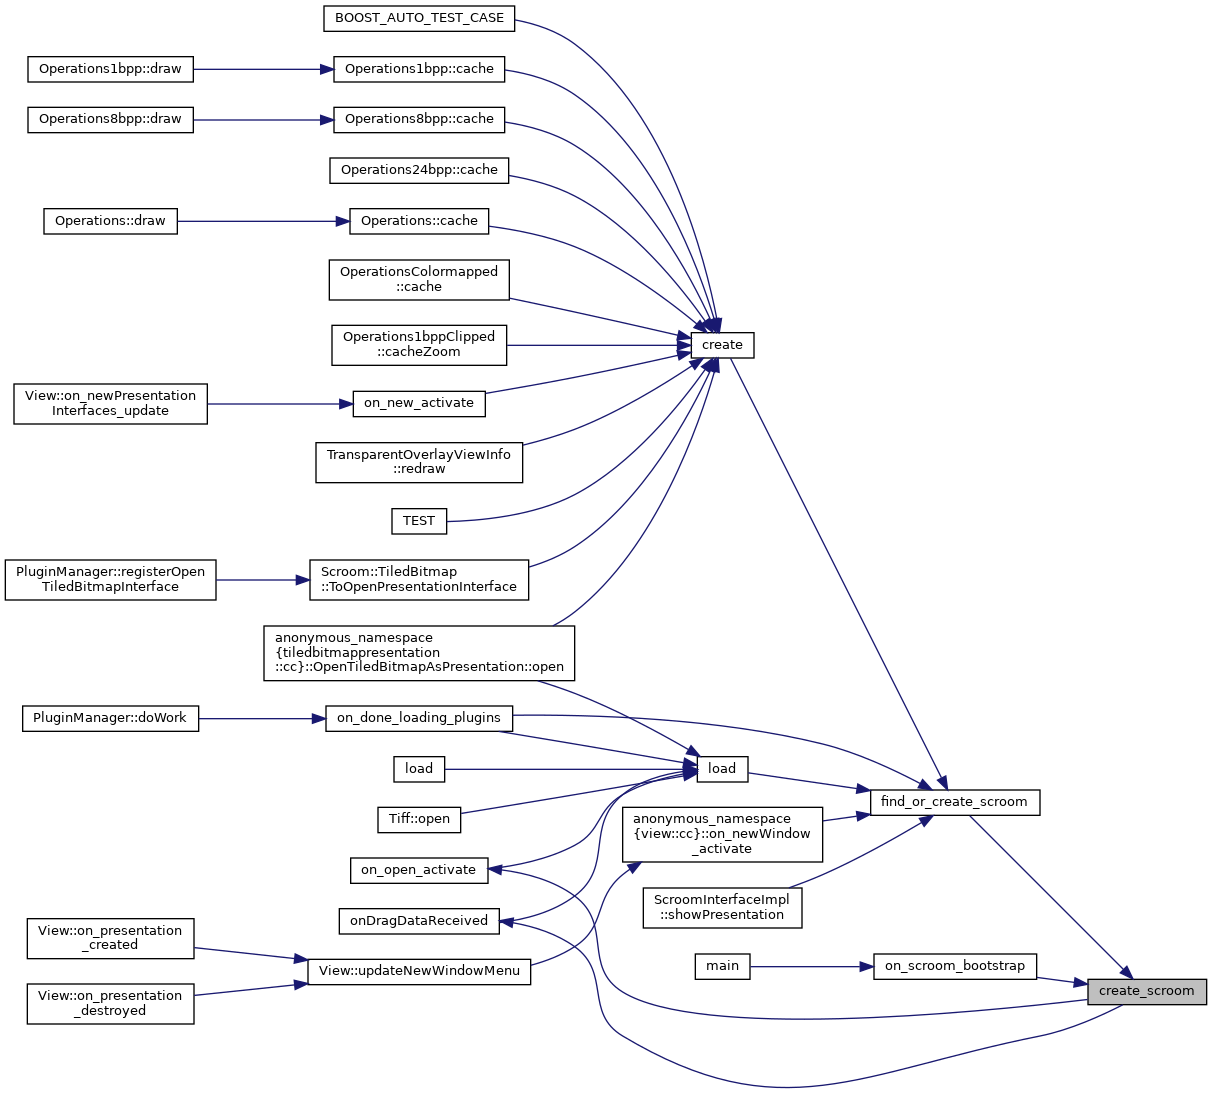 BOOST_AUTO_TEST_CASE
Operations1bpp::draw
Operations1bpp::cache
Operations8bpp::draw
Operations8bpp::cache
Operations24bpp::cache
Operations::draw
Operations::cache
OperationsColormapped
::cache
Operations1bppClipped
::cacheZoom
create
View::on_newPresentation
Interfaces_update
on_new_activate
TransparentOverlayViewInfo
::redraw
TEST
PluginManager::registerOpen
TiledBitmapInterface
Scroom::TiledBitmap
::ToOpenPresentationInterface
anonymous_namespace
{tiledbitmappresentation
::cc}::OpenTiledBitmapAsPresentation::open
PluginManager::doWork
on_done_loading_plugins
load
load
find_or_create_scroom
Tiff::open
anonymous_namespace
{view::cc}::on_newWindow
_activate
on_open_activate
ScroomInterfaceImpl
::showPresentation
onDragDataReceived
View::on_presentation
_created
View::updateNewWindowMenu
main
on_scroom_bootstrap
create_scroom
View::on_presentation
_destroyed